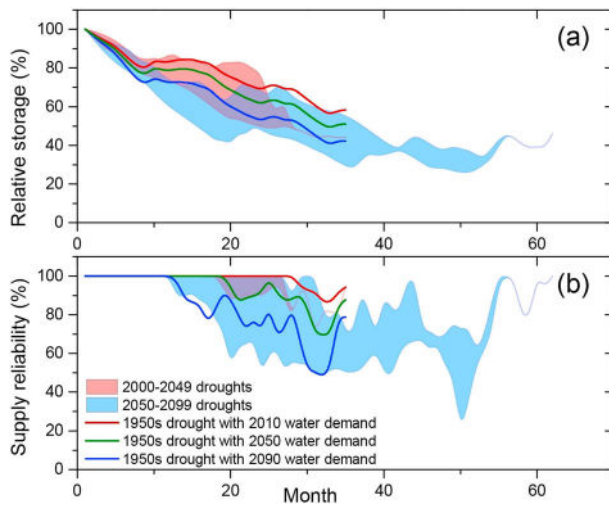 (a)
Relative storage (%)
100
80
60
40
20
0
0
20
40
60
(b)
Supply reliability (%)
100
80
60
40
20
0
2000-2049 droughts
2050-2099 droughts
1950s drought with 2010 water demand
1950s drought with 2050 water demand
1950s drought with 2090 water demand
0
20
40
60
Month